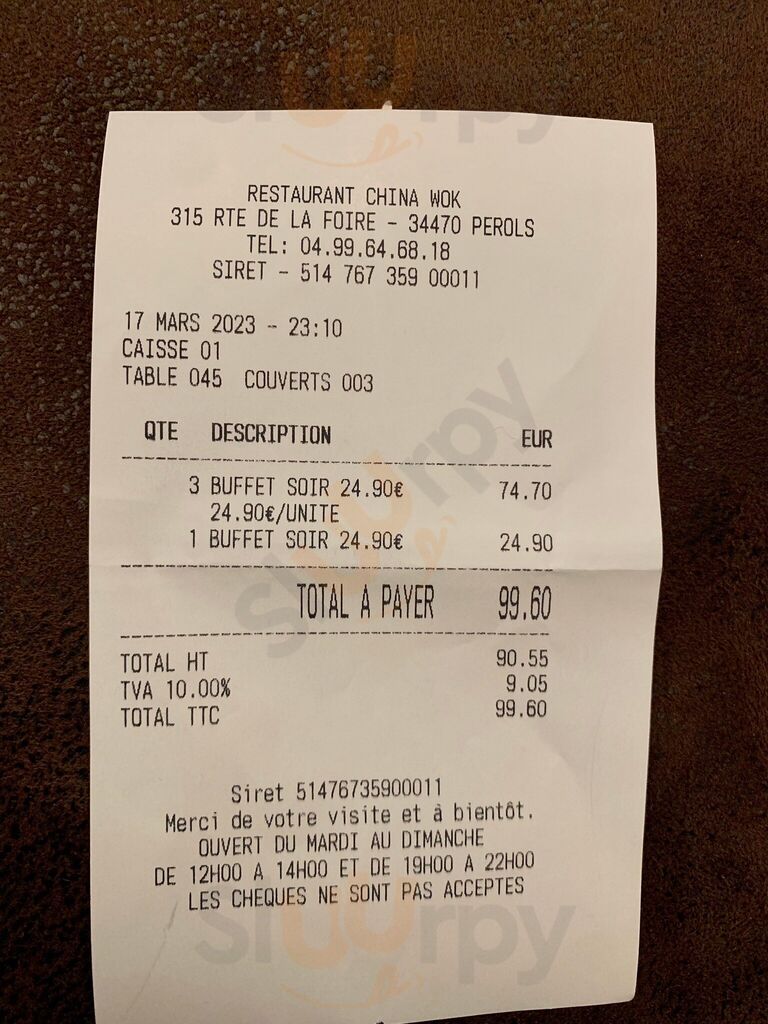 RESTAURANT CHINA WOK
315 RTE DE LA FOIRE - 34470 PEROLS
TEL: 04.99.64.68.18
SIRET - 514 767 359 00011
17 MARS 2023 - 23:10
CAISSE 01
TABLE 045 COUVERTS 003
QTE DESCRIPTION EUR
3 BUFFET SOIR 24.90€ 74.70
24.90€/UNITE
1 BUFFET SOIR 24.90€ 24.90
TOTAL A PAYER 99.60
TOTAL HT 90.55
TVA 10.00% 9.05
TOTAL TTC 99.60
Siret 51476735900011
Merci de votre visite et à bientôt.
OUVERT DU MARDI AU DIMANCHE
DE 12H00 A 14H00 ET DE 19H00 A 22H00
LES CHEQUES NE SONT PAS ACCEPTES
sluurpy
sluurpy
sluurpy